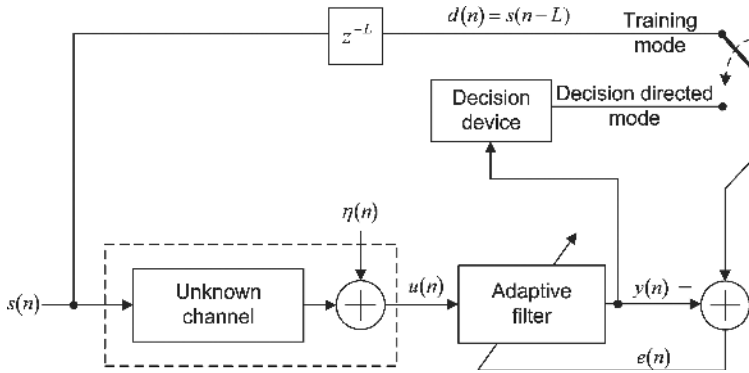 z^{-L}
d(n) = s(n−L)
Training
mode
Decision
device
Decision directed
mode
η(n)
s(n)
Unknown
channel
u(n)
Adaptive
filter
y(n) −
e(n)